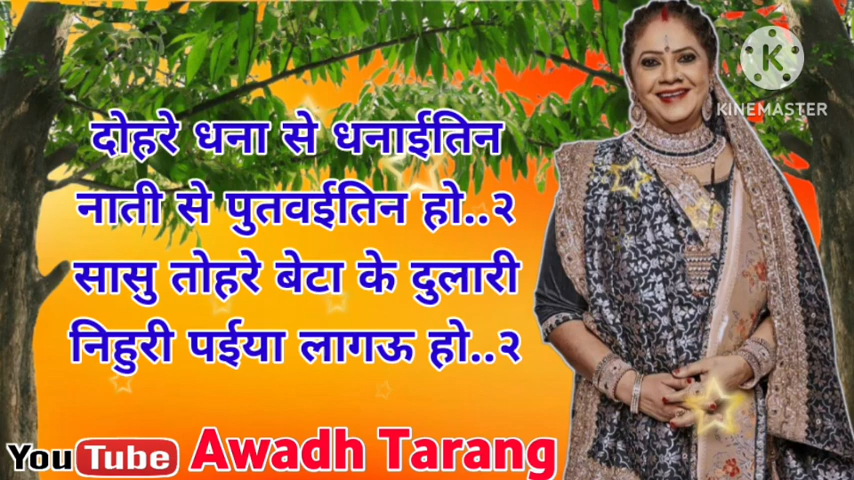 K
KINEMASTER
दोहरे धना से धनाईतिन
नाती से पुतवईतिन हो..२
सासु तोहरे बेटा के दुलारी
निहुरी पईया लागऊ हो..२
YouTube Awadh Tarang